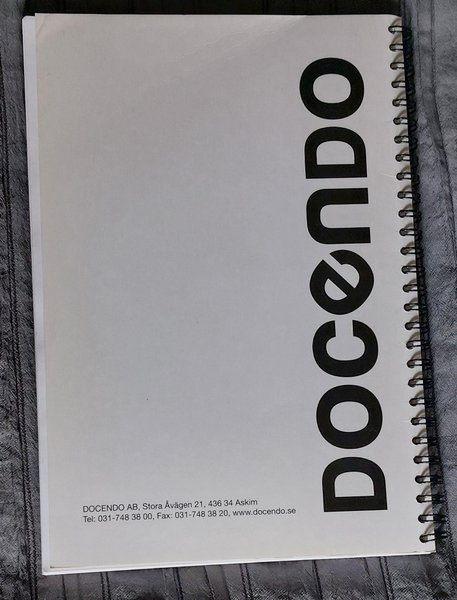 DOCENDO
DOCENDO AB, Stora Åvägen 21, 436 34 Askim
Tel: 031-748 38 00, Fax: 031-748 38 20, www.docendo.se